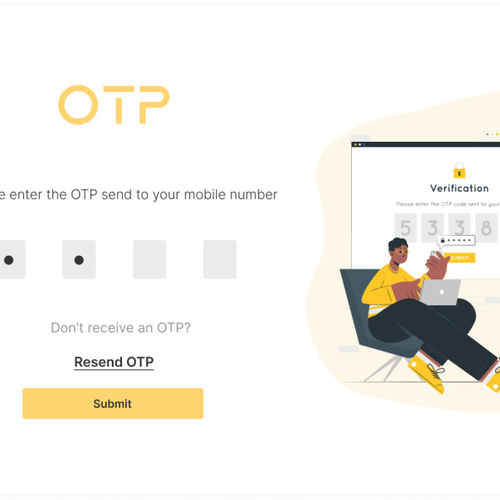 OTP
e enter the OTP send to your mobile number
Don't receive an OTP?
Resend OTP
Submit
Verification
Please enter the OTP code sent to your
5 3 3 8
SUBMIT